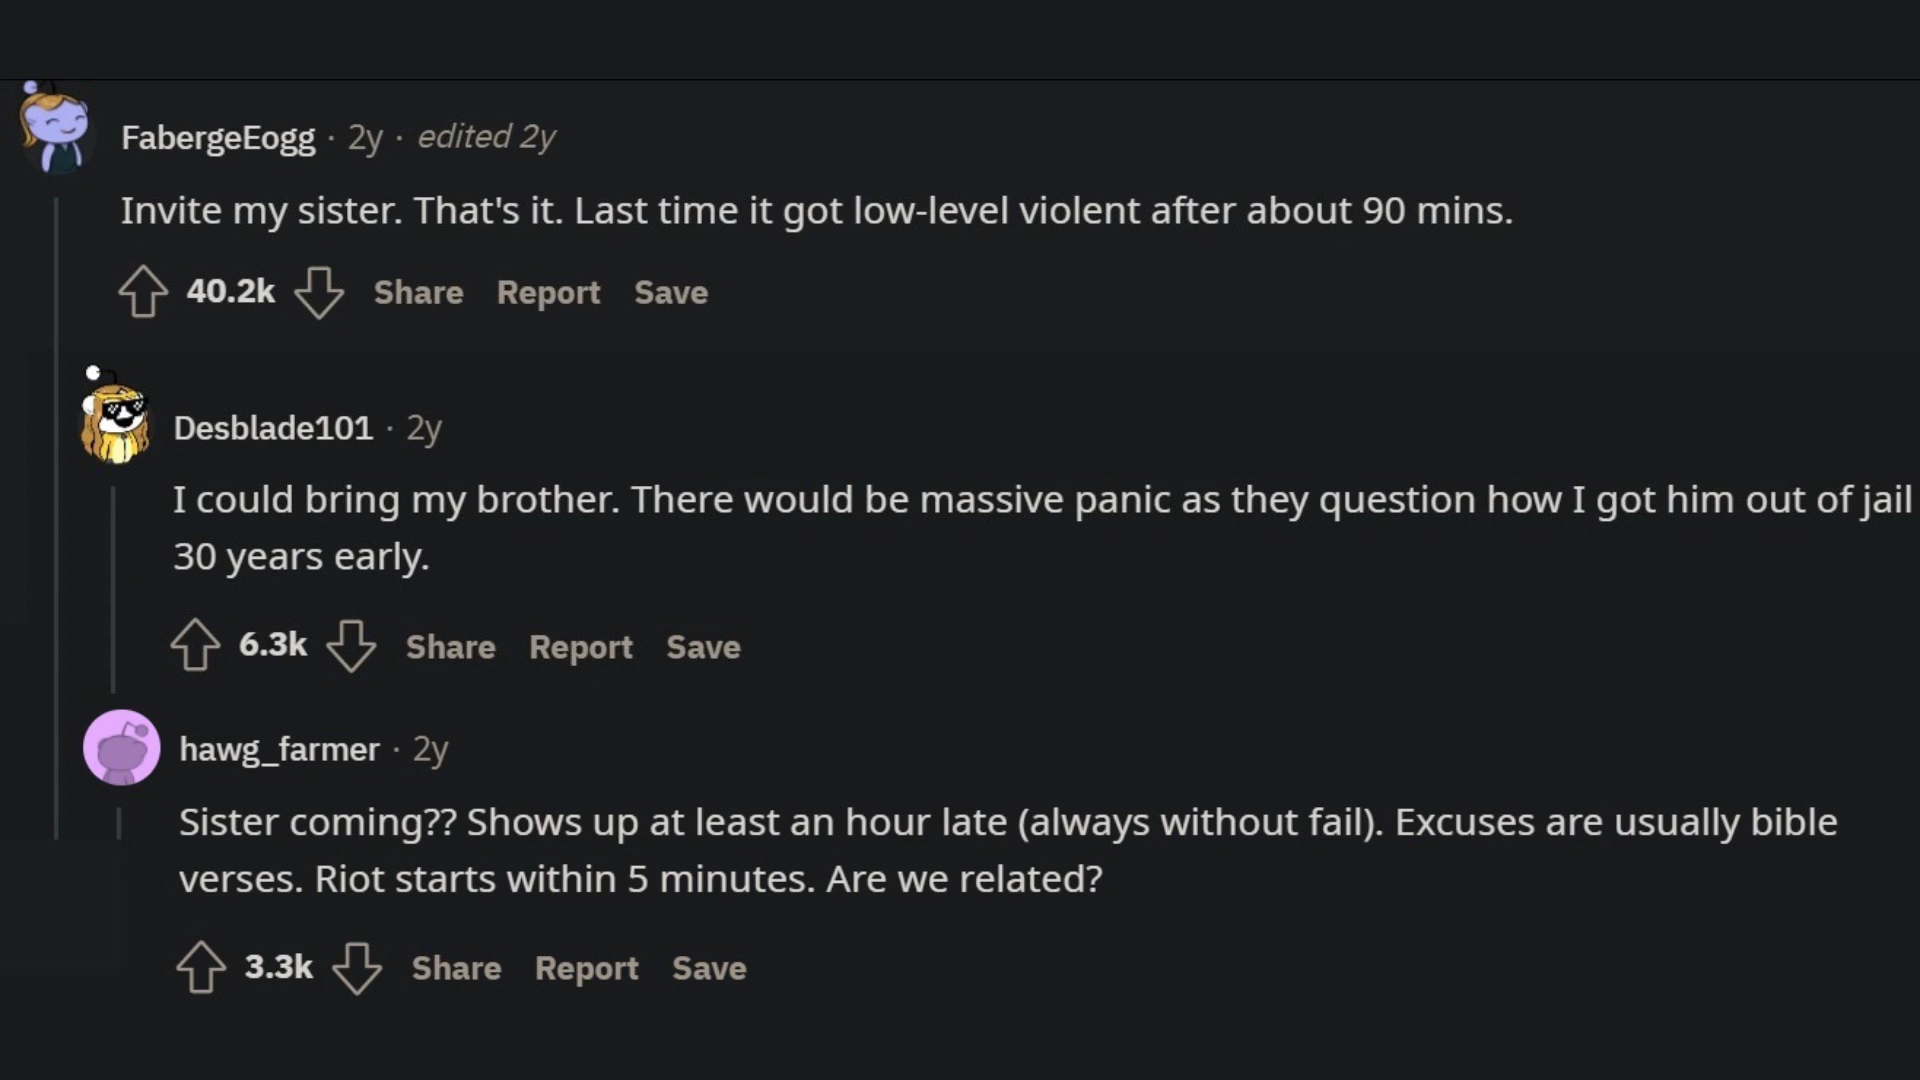 FabergeEogg · 2y · edited 2y
Invite my sister. That's it. Last time it got low-level violent after about 90 mins.
40.2k Share Report Save
Desblade101 · 2y
I could bring my brother. There would be massive panic as they question how I got him out of jail
30 years early.
6.3k Share Report Save
hawg_farmer · 2y
Sister coming?? Shows up at least an hour late (always without fail). Excuses are usually bible
verses. Riot starts within 5 minutes. Are we related?
3.3k Share Report Save